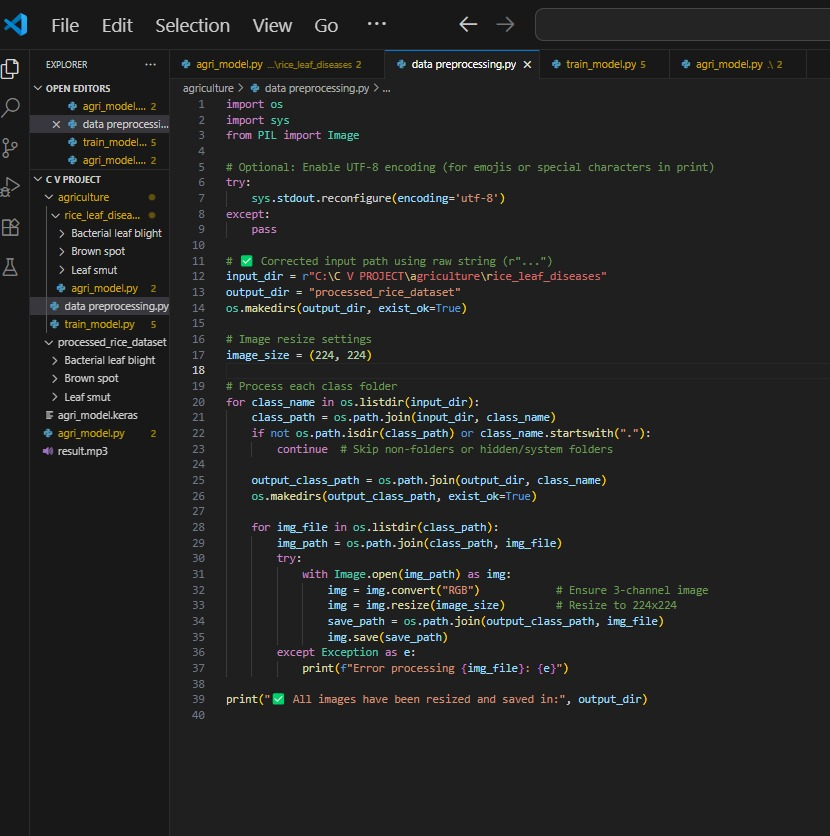 File Edit Selection View Go ...
EXPLORER ...
OPEN EDITORS
agri_model.... 2
data preprocessi...
train_model... 5
agri_model.... 2
C V PROJECT
agriculture
rice_leaf_disea...
Bacterial leaf blight
Brown spot
Leaf smut
agri_model.py 2
data preprocessing.py
train_model.py 5
processed_rice_dataset
Bacterial leaf blight
Brown spot
Leaf smut
agri_model.keras
agri_model.py 2
result.mp3
agri_model.py ...\rice_leaf_diseases 2
data preprocessing.py
train_model.py 5
agri_model.py .\ 2
agriculture > data preprocessing.py > ...
1 import os
2 import sys
3 from PIL import Image
4
5 # Optional: Enable UTF-8 encoding (for emojis or special characters in print)
6 try:
7     sys.stdout.reconfigure(encoding='utf-8')
8 except:
9     pass
10
11 # ✅ Corrected input path using raw string (r"...")
12 input_dir = r"C:\C V PROJECT\agriculture\rice_leaf_diseases"
13 output_dir = "processed_rice_dataset"
14 os.makedirs(output_dir, exist_ok=True)
15
16 # Image resize settings
17 image_size = (224, 224)
18
19 # Process each class folder
20 for class_name in os.listdir(input_dir):
21     class_path = os.path.join(input_dir, class_name)
22     if not os.path.isdir(class_path) or class_name.startswith("."):
23         continue  # Skip non-folders or hidden/system folders
24
25     output_class_path = os.path.join(output_dir, class_name)
26     os.makedirs(output_class_path, exist_ok=True)
27
28     for img_file in os.listdir(class_path):
29         img_path = os.path.join(class_path, img_file)
30         try:
31             with Image.open(img_path) as img:
32                 img = img.convert("RGB")            # Ensure 3-channel image
33                 img = img.resize(image_size)        # Resize to 224x224
34                 save_path = os.path.join(output_class_path, img_file)
35                 img.save(save_path)
36         except Exception as e:
37             print(f"Error processing {img_file}: {e}")
38
39 print("✅ All images have been resized and saved in:", output_dir)
40